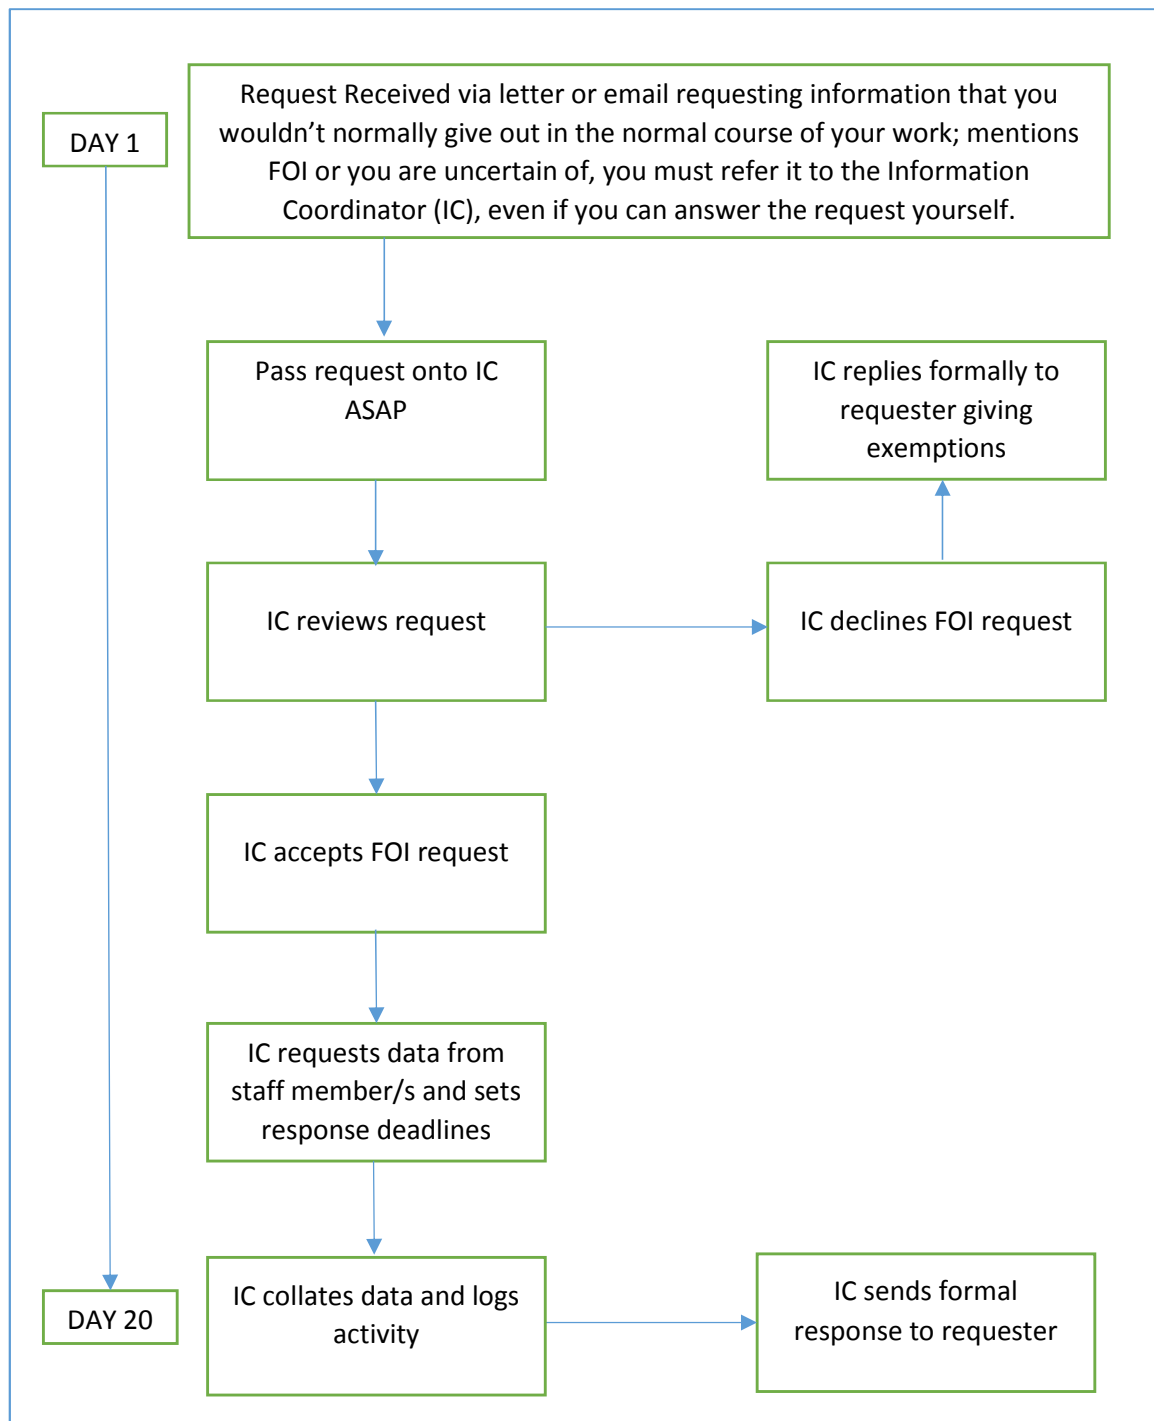 DAY 1
Request Received via letter or email requesting information that you
wouldn’t normally give out in the normal course of your work; mentions
FOI or you are uncertain of, you must refer it to the Information
Coordinator (IC), even if you can answer the request yourself.
Pass request onto IC
ASAP
IC replies formally to
requester giving
exemptions
IC reviews request
IC declines FOI request
IC accepts FOI request
IC requests data from
staff member/s and sets
response deadlines
DAY 20
IC collates data and logs
activity
IC sends formal
response to requester